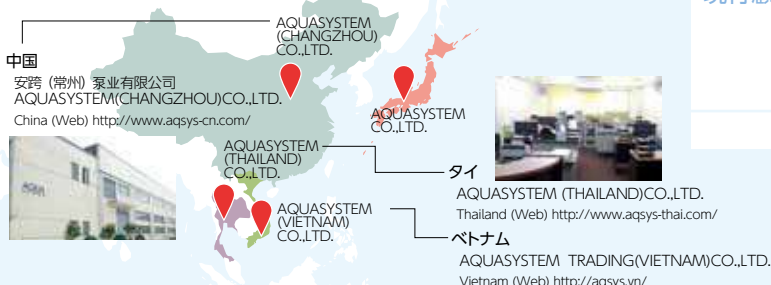 AQUASYSTEM
(CHANGZHOU)
CO.,LTD.
中国
安跨 (常州) 泵业有限公司
AQUASYSTEM(CHANGZHOU)CO.,LTD.
China (Web) http://www.aqsys-cn.com/
AQUASYSTEM
CO.,LTD.
AQUASYSTEM
(THAILAND)
CO.,LTD.
タイ
AQUASYSTEM (THAILAND)CO.,LTD.
Thailand (Web) http://www.aqsys-thai.com/
AQUASYSTEM
(VIETNAM)
CO.,LTD.
ベトナム
AQUASYSTEM TRADING(VIETNAM)CO.,LTD.
Vietnam (Web) http://aqsys.vn/